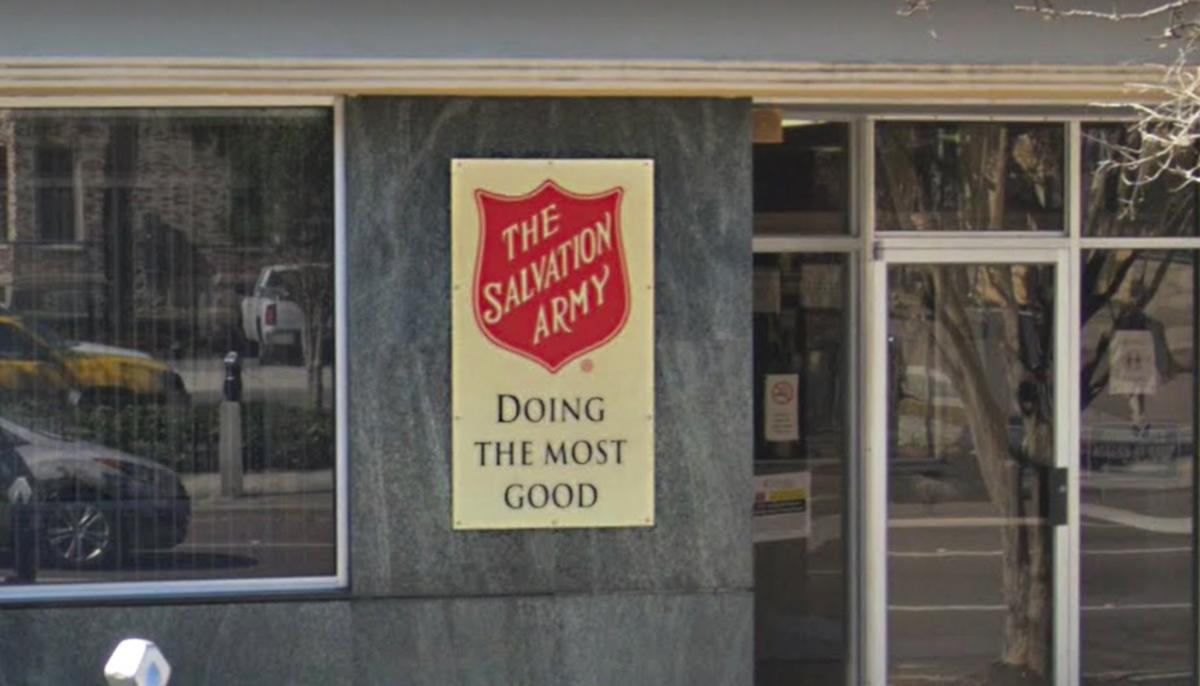 THE
SALVATION
ARMY
®
DOING
THE MOST
GOOD